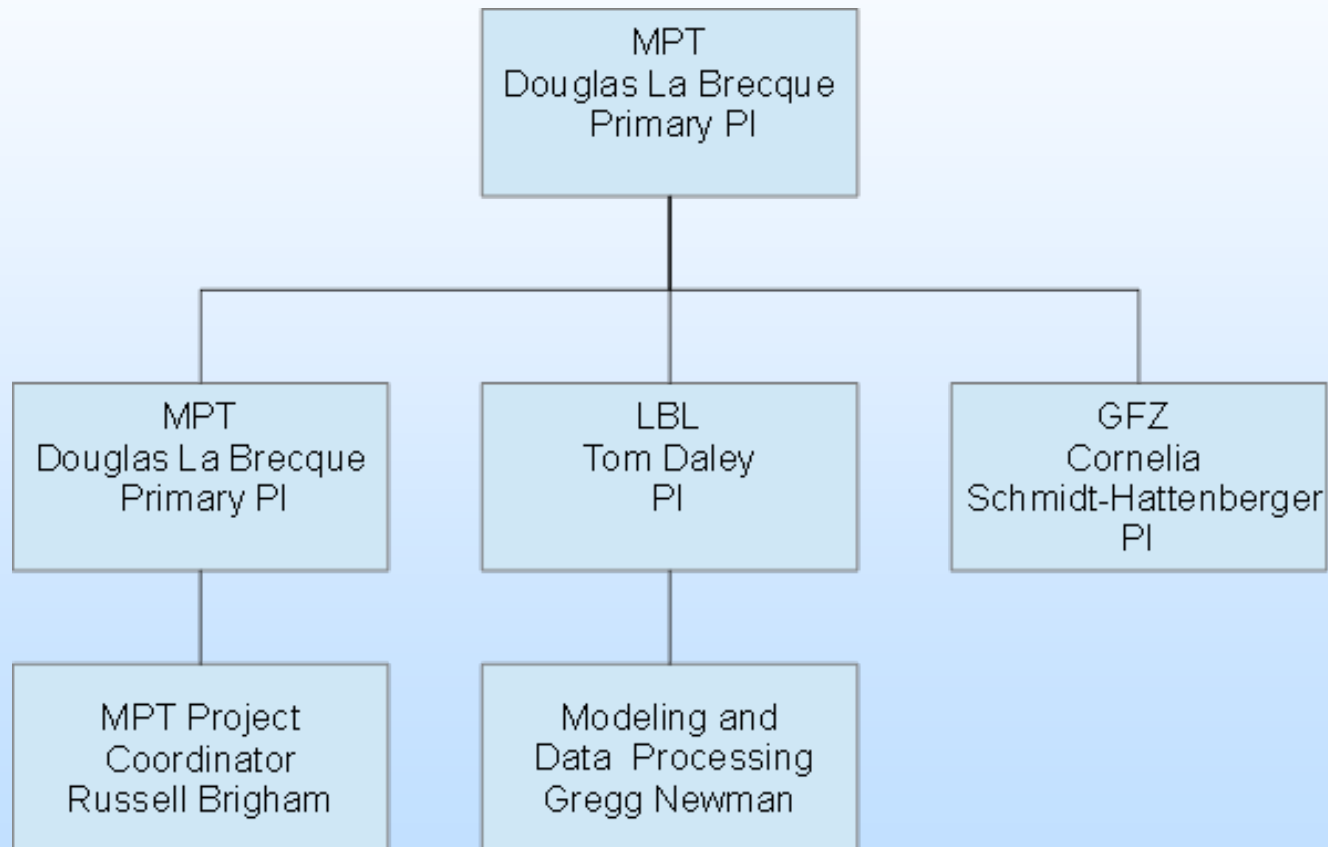 MPT
Douglas La Brecque
Primary PI
MPT
Douglas La Brecque
Primary PI
LBL
Tom Daley
PI
GFZ
Cornelia
Schmidt-Hattenberger
PI
MPT Project
Coordinator
Russell Brigham
Modeling and
Data Processing
Gregg Newman